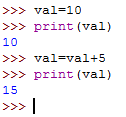 >>> val=10
>>> print(val)
10
>>> val=val+5
>>> print(val)
15
>>>